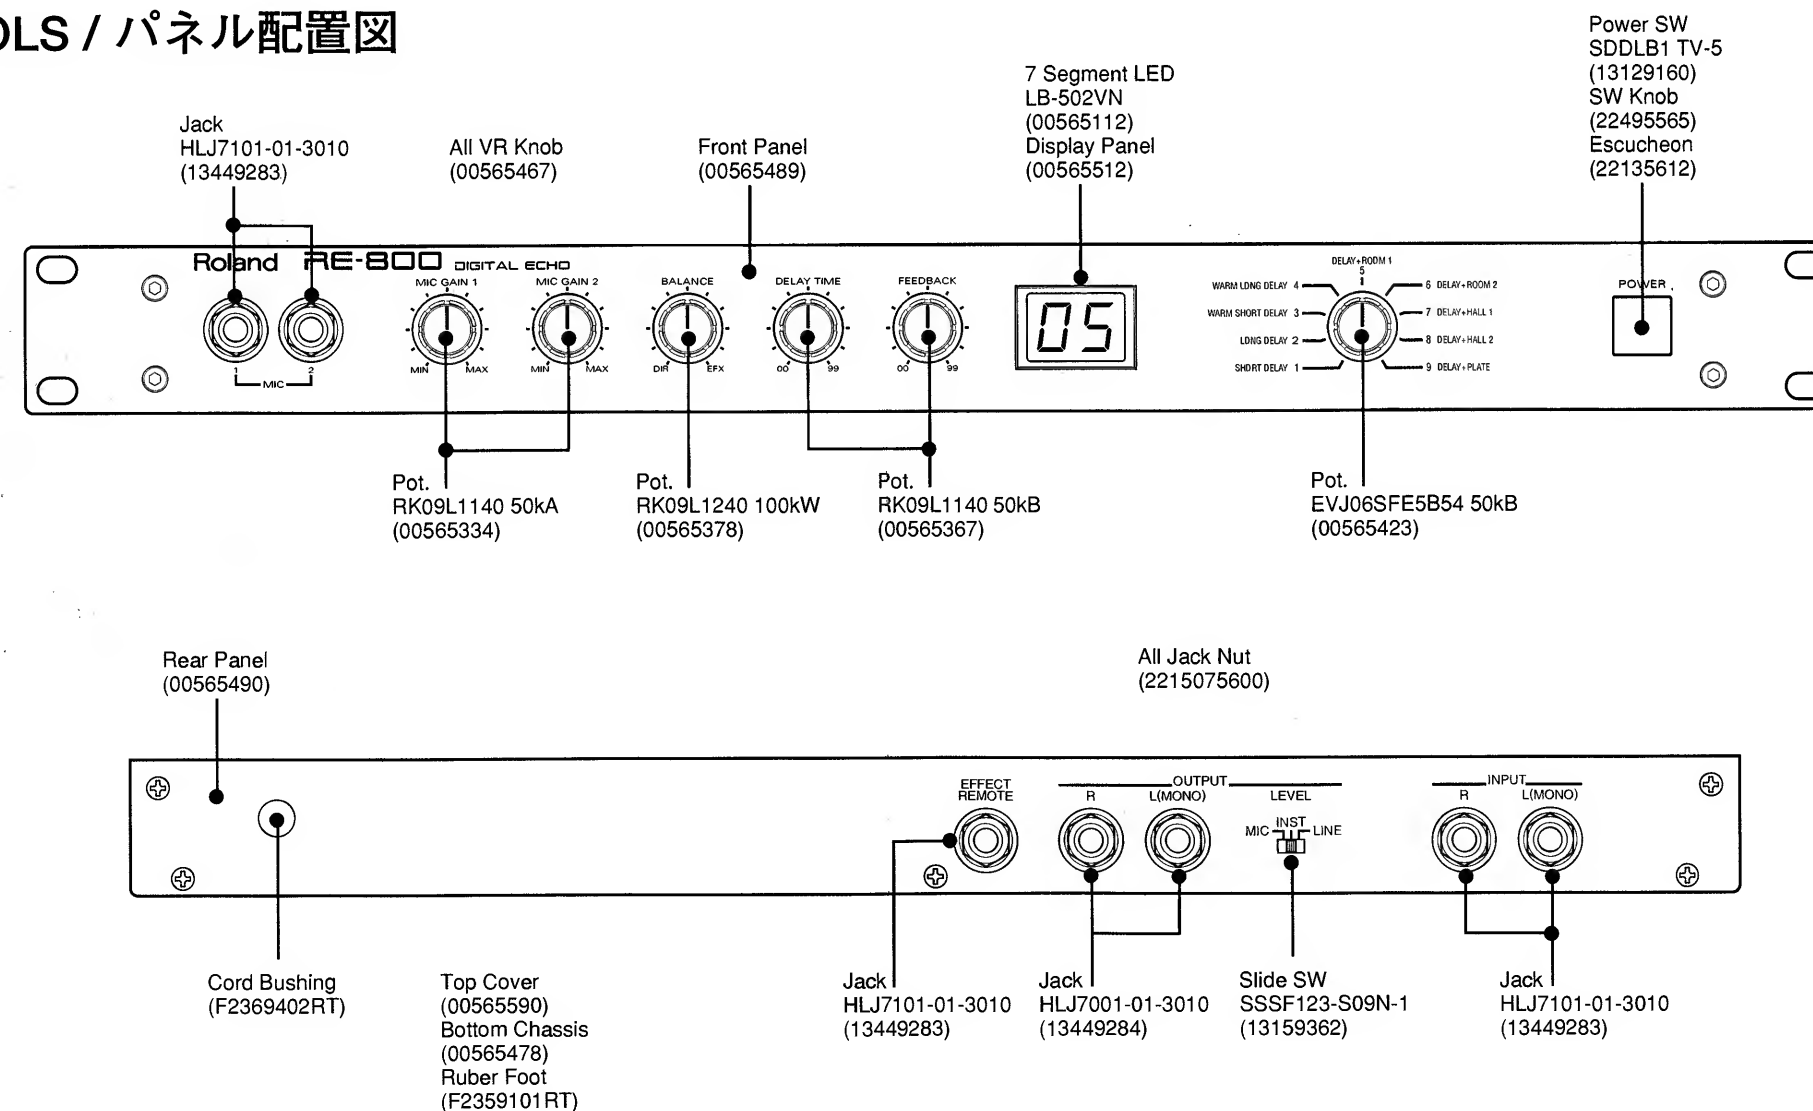 OLS / パネル配置図
Power SW
SDDLB1 TV-5
(13129160)
SW Knob
(22495565)
Escucheon
(22135612)
7 Segment LED
LB-502VN
(00565112)
Display Panel
(00565512)
Jack
HLJ7101-01-3010
(13449283)
All VR Knob
(00565467)
Front Panel
(00565489)
Roland RE-800 DIGITAL ECHO
MIC GAIN 1
MIC GAIN 2
BALANCE
DELAY TIME
FEEDBACK
05
DELAY+ROOM 1
5
WARM LONG DELAY 4
WARM SHORT DELAY 3
LONG DELAY 2
SHORT DELAY 1
6 DELAY+ROOM 2
7 DELAY+HALL 1
8 DELAY+HALL 2
9 DELAY+PLATE
POWER
1 2
MIC
MIN MAX
MIN MAX
DIR EFX
00 99
00 99
Pot.
RK09L1140 50kA
(00565334)
Pot.
RK09L1240 100kW
(00565378)
Pot.
RK09L1140 50kB
(00565367)
Pot.
EVJ06SFE5B54 50kB
(00565423)
Rear Panel
(00565490)
All Jack Nut
(2215075600)
EFFECT
REMOTE
OUTPUT
R L(MONO) LEVEL
MIC INST LINE
INPUT
R L(MONO)
Cord Bushing
(F2369402RT)
Top Cover
(00565590)
Bottom Chassis
(00565478)
Ruber Foot
(F2359101RT)
Jack
HLJ7101-01-3010
(13449283)
Jack
HLJ7001-01-3010
(13449284)
Slide SW
SSSF123-S09N-1
(13159362)
Jack
HLJ7101-01-3010
(13449283)